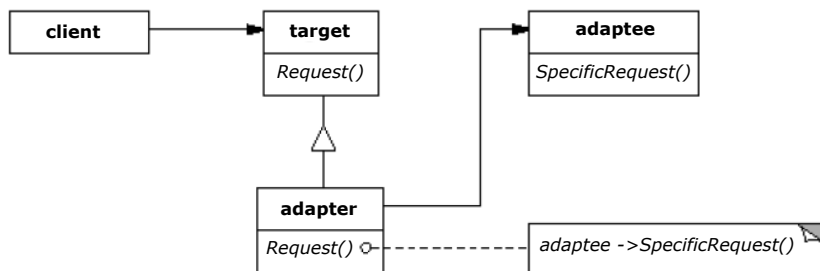 client
target
Request()
adaptee
SpecificRequest()
adapter
Request()
adaptee ->SpecificRequest()